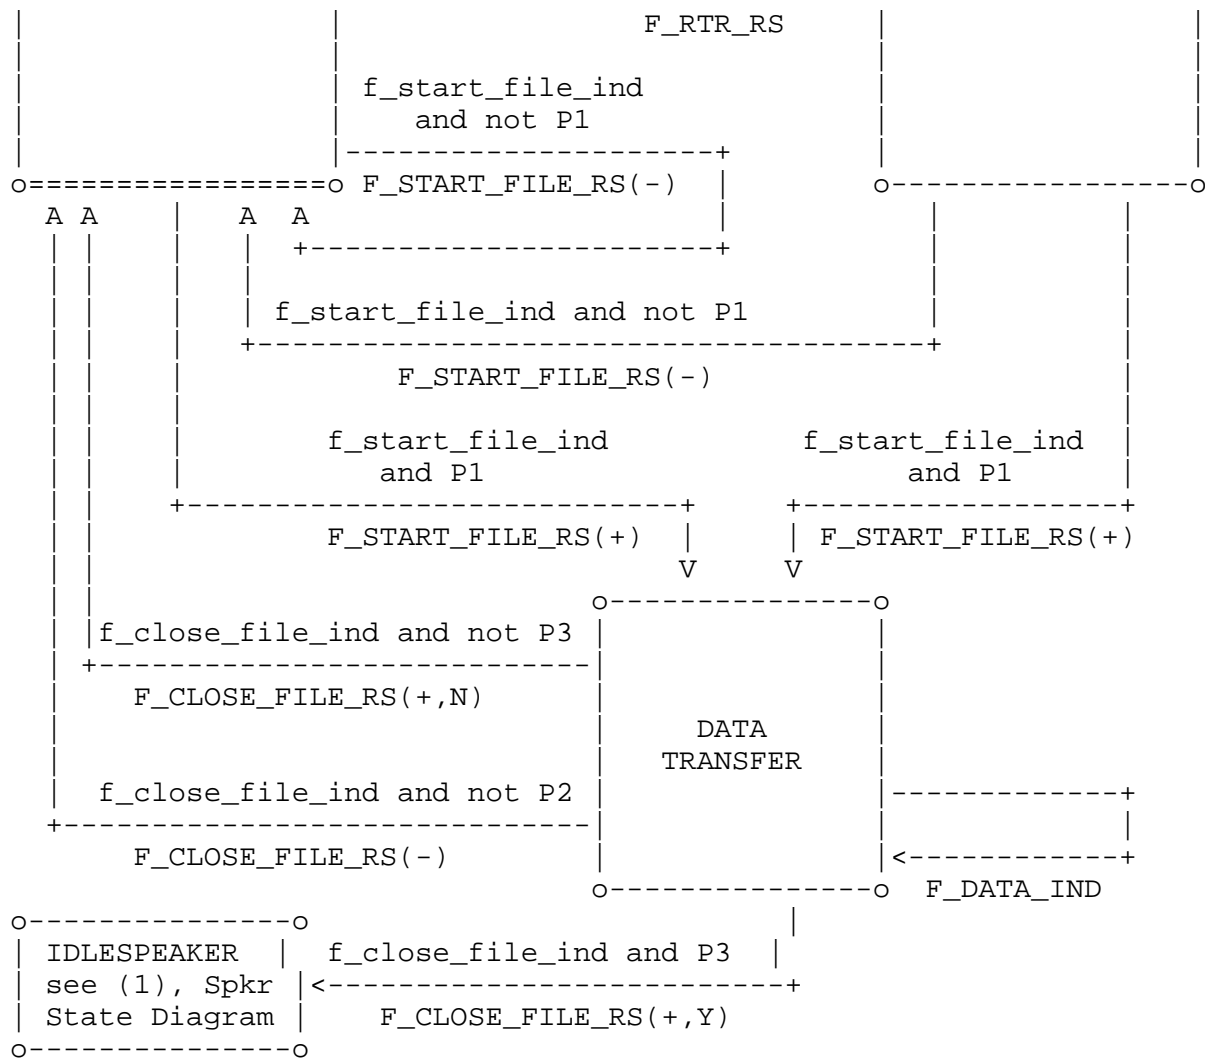 F_RTR_RS
f_start_file_ind
and not P1
F_START_FILE_RS(-)
A A A A
f_start_file_ind and not P1
F_START_FILE_RS(-)
f_start_file_ind f_start_file_ind
and P1 and P1
F_START_FILE_RS(+) F_START_FILE_RS(+)
V V
f_close_file_ind and not P3
F_CLOSE_FILE_RS(+,N)
DATA
TRANSFER
f_close_file_ind and not P2
F_CLOSE_FILE_RS(-)
F_DATA_IND
IDLESPEAKER f_close_file_ind and P3
see (1), Spkr
State Diagram F_CLOSE_FILE_RS(+,Y)